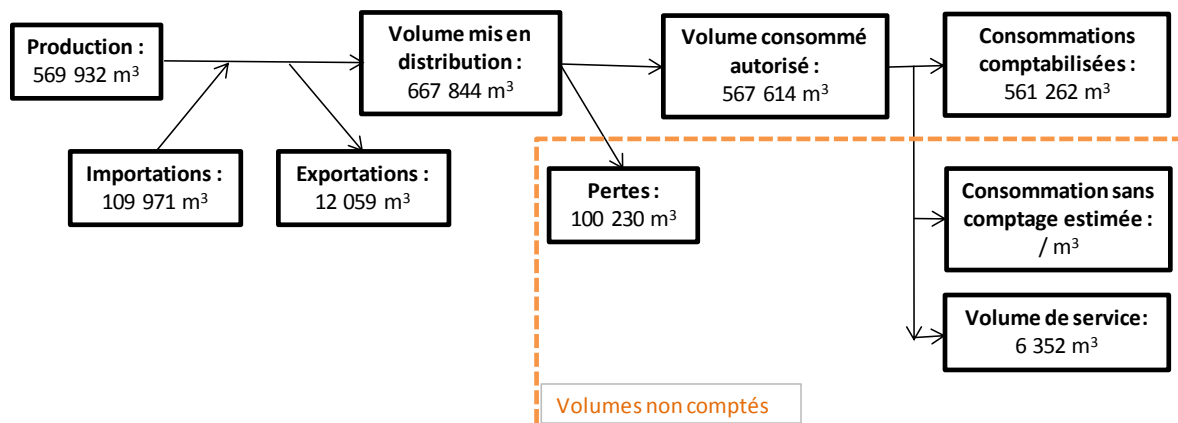 Production :
569 932 m³
Volume mis en
distribution :
667 844 m³
Volume consommé
autorisé :
567 614 m³
Consommations
comptabilisées :
561 262 m³
Importations :
109 971 m³
Exportations :
12 059 m³
Pertes :
100 230 m³
Consommation sans
comptage estimée :
/ m³
Volume de service:
6 352 m³
Volumes non comptés